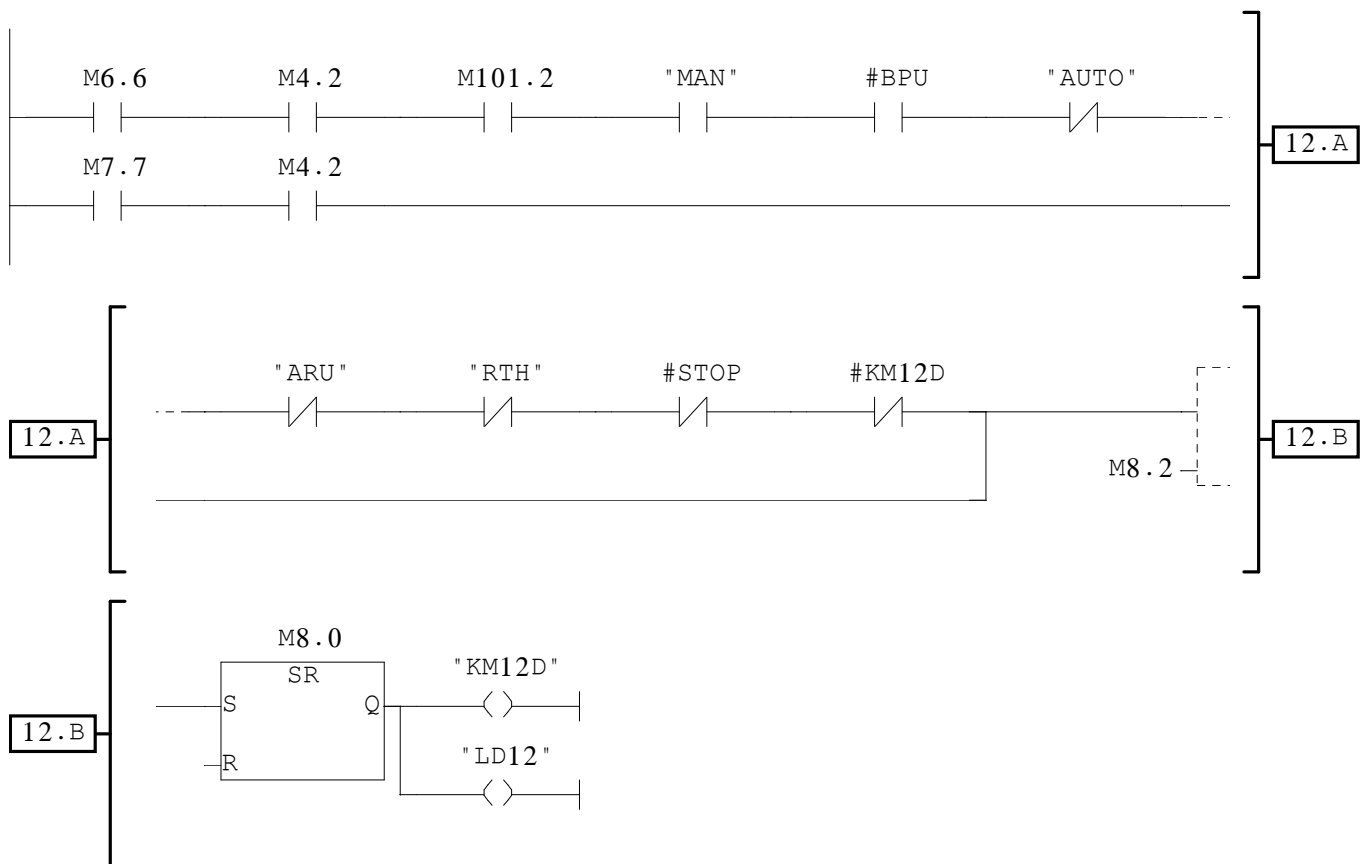 M6.6 M4.2 M101.2 "MAN" #BPU "AUTO"
12.A
M7.7 M4.2
"ARU" "RTH" #STOP #KM12D
12.A 12.B
M8.2
M8.0
SR "KM12D"
S Q
12.B
"LD12"
R